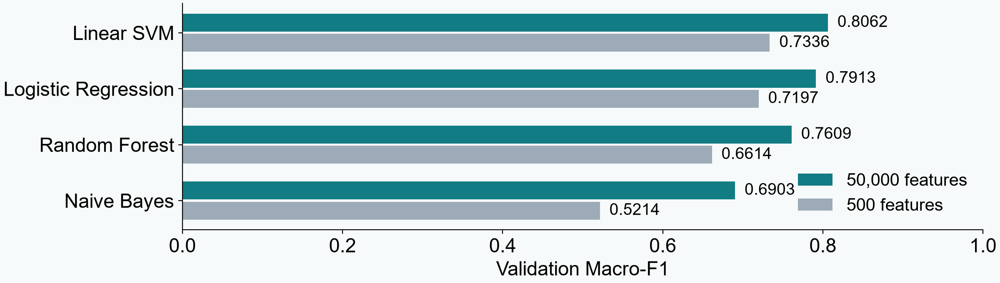 Linear SVM
0.8062
0.7336
Logistic Regression
0.7913
0.7197
Random Forest
0.7609
0.6614
Naive Bayes
0.6903
0.5214
50,000 features
500 features
0.0 0.2 0.4 0.6 0.8 1.0
Validation Macro-F1